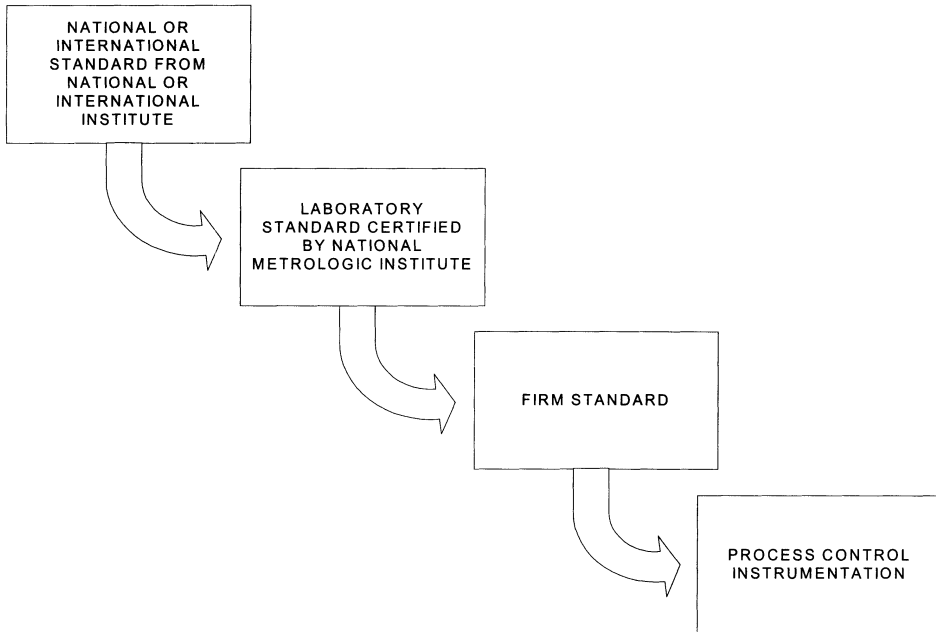 NATIONAL OR
INTERNATIONAL
STANDARD FROM
NATIONAL OR
INTERNATIONAL
INSTITUTE
LABORATORY
STANDARD CERTIFIED
BY NATIONAL
METROLOGIC INSTITUTE
FIRM STANDARD
PROCESS CONTROL
INSTRUMENTATION